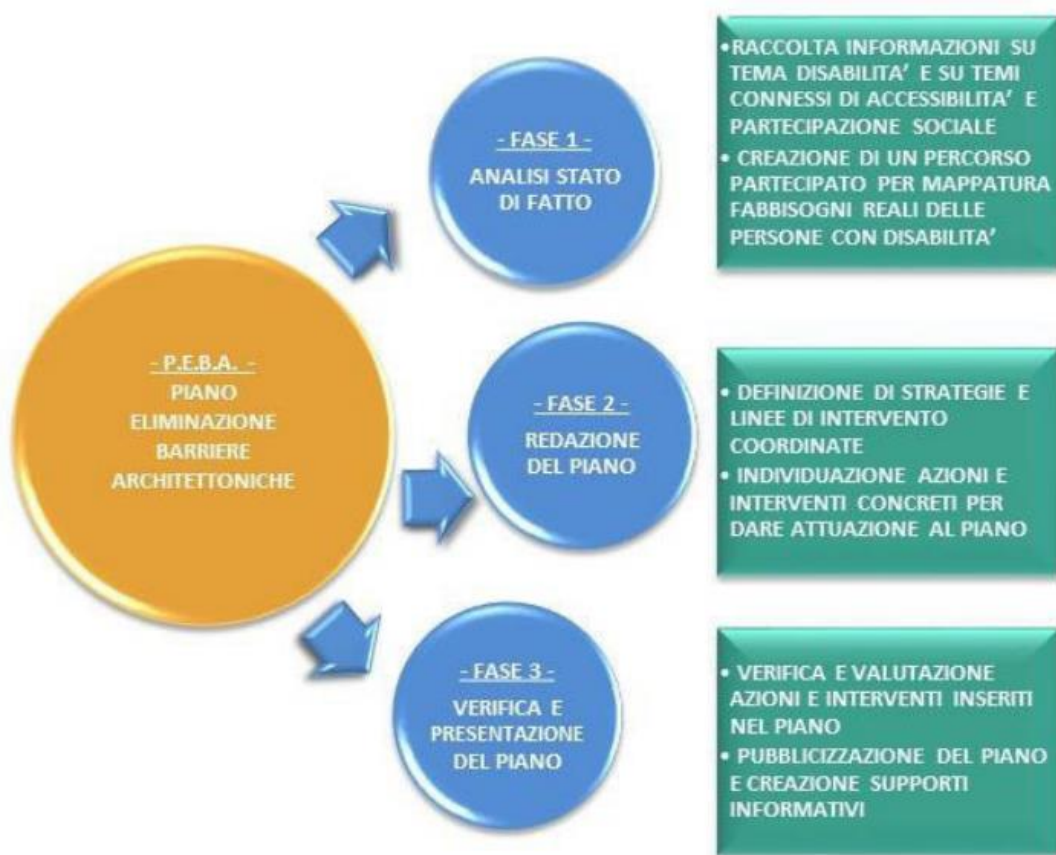 - P.E.B.A. -
PIANO
ELIMINAZIONE
BARRIERE
ARCHITETTONICHE
- FASE 1 -
ANALISI STATO
DI FATTO
•RACCOLTA INFORMAZIONI SU
TEMA DISABILITA’ E SU TEMI
CONNESSI DI ACCESSIBILITA’ E
PARTECIPAZIONE SOCIALE
• CREAZIONE DI UN PERCORSO
PARTECIPATO PER MAPPATURA
FABBISOGNI REALI DELLE
PERSONE CON DISABILITA’
- FASE 2 -
REDAZIONE
DEL PIANO
• DEFINIZIONE DI STRATEGIE E
LINEE DI INTERVENTO
COORDINATE
• INDIVIDUAZIONE AZIONI E
INTERVENTI CONCRETI PER
DARE ATTUAZIONE AL PIANO
- FASE 3 -
VERIFICA E
PRESENTAZIONE
DEL PIANO
• VERIFICA E VALUTAZIONE
AZIONI E INTERVENTI INSERITI
NEL PIANO
• PUBBLICIZZAZIONE DEL PIANO
E CREAZIONE SUPPORTI
INFORMATIVI